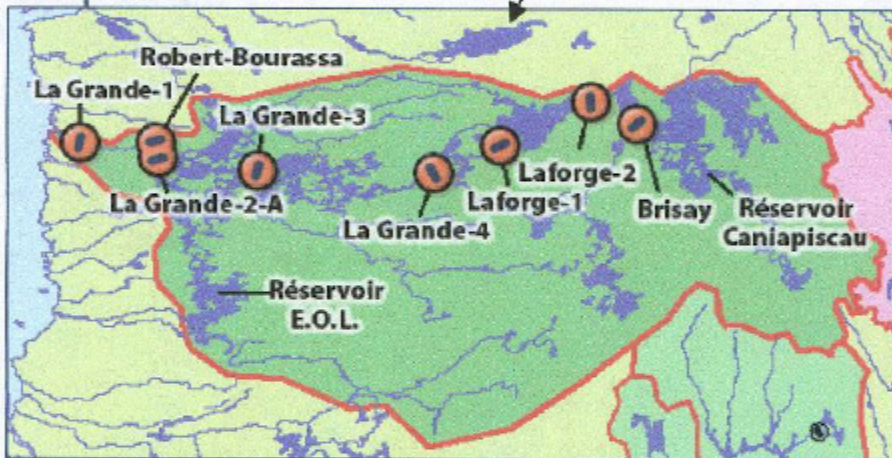 Robert-Bourassa
La Grande-1
La Grande-3
Laforge-2
La Grande-2-A
Laforge-1
Brisay
Réservoir
Caniapiscau
La Grande-4
Réservoir
E.O.L.